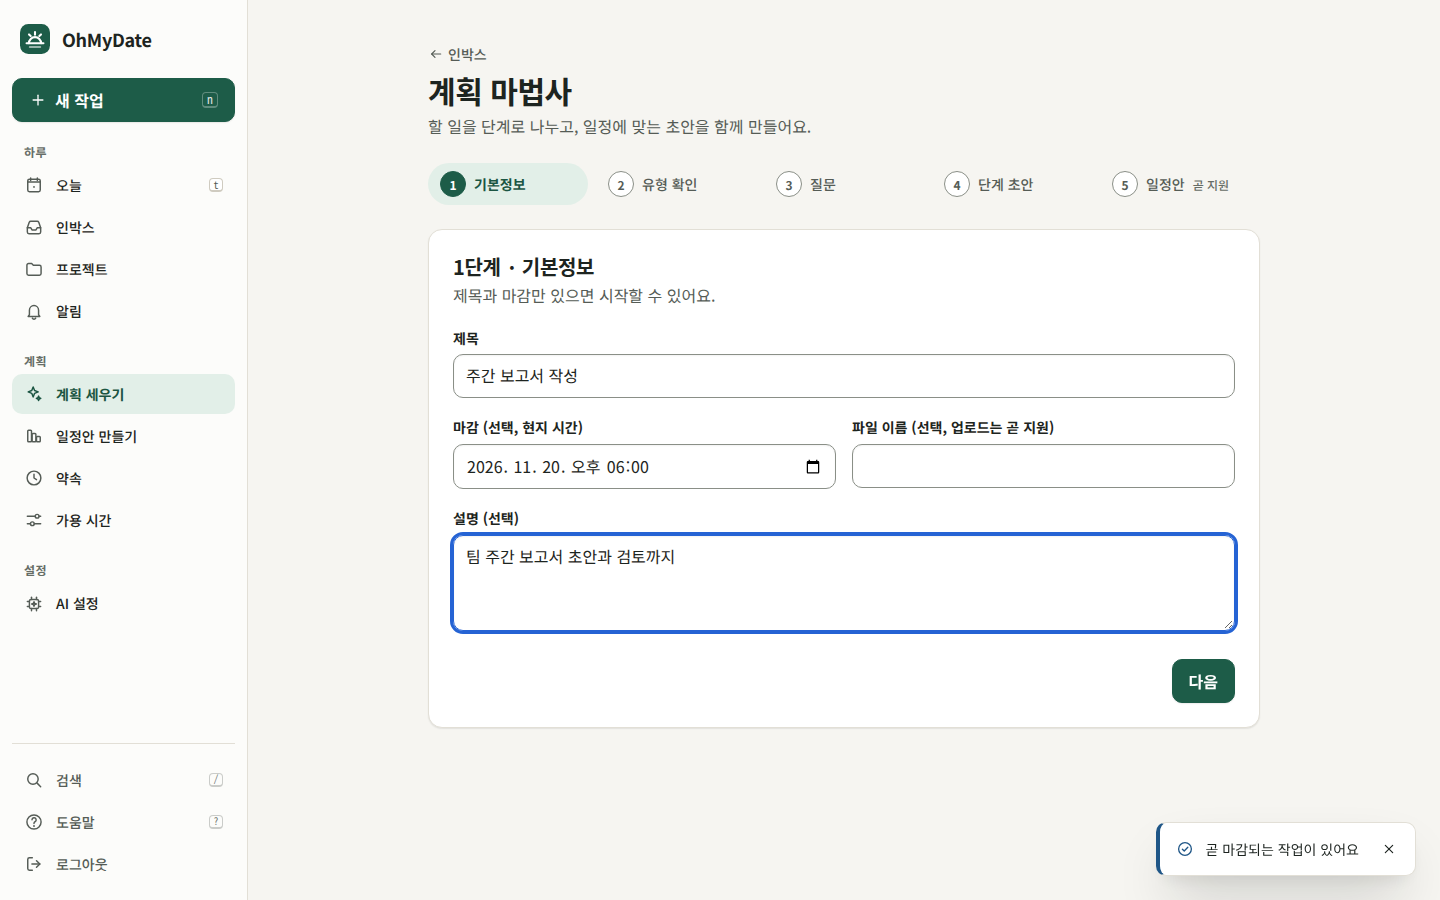 OhMyDate
새 작업
n
하루
오늘
t
인박스
프로젝트
알림
계획
계획 세우기
일정안 만들기
약속
가용 시간
설정
AI 설정
검색
/
도움말
?
로그아웃
← 인박스
계획 마법사
할 일을 단계로 나누고, 일정에 맞는 초안을 함께 만들어요.
1 기본정보
2 유형 확인
3 질문
4 단계 초안
5 일정안 곧 지원
1단계 · 기본정보
제목과 마감만 있으면 시작할 수 있어요.
제목
주간 보고서 작성
마감 (선택, 현지 시간)
2026. 11. 20. 오후 06:00
파일 이름 (선택, 업로드는 곧 지원)
설명 (선택)
팀 주간 보고서 초안과 검토까지
다음
곧 마감되는 작업이 있어요